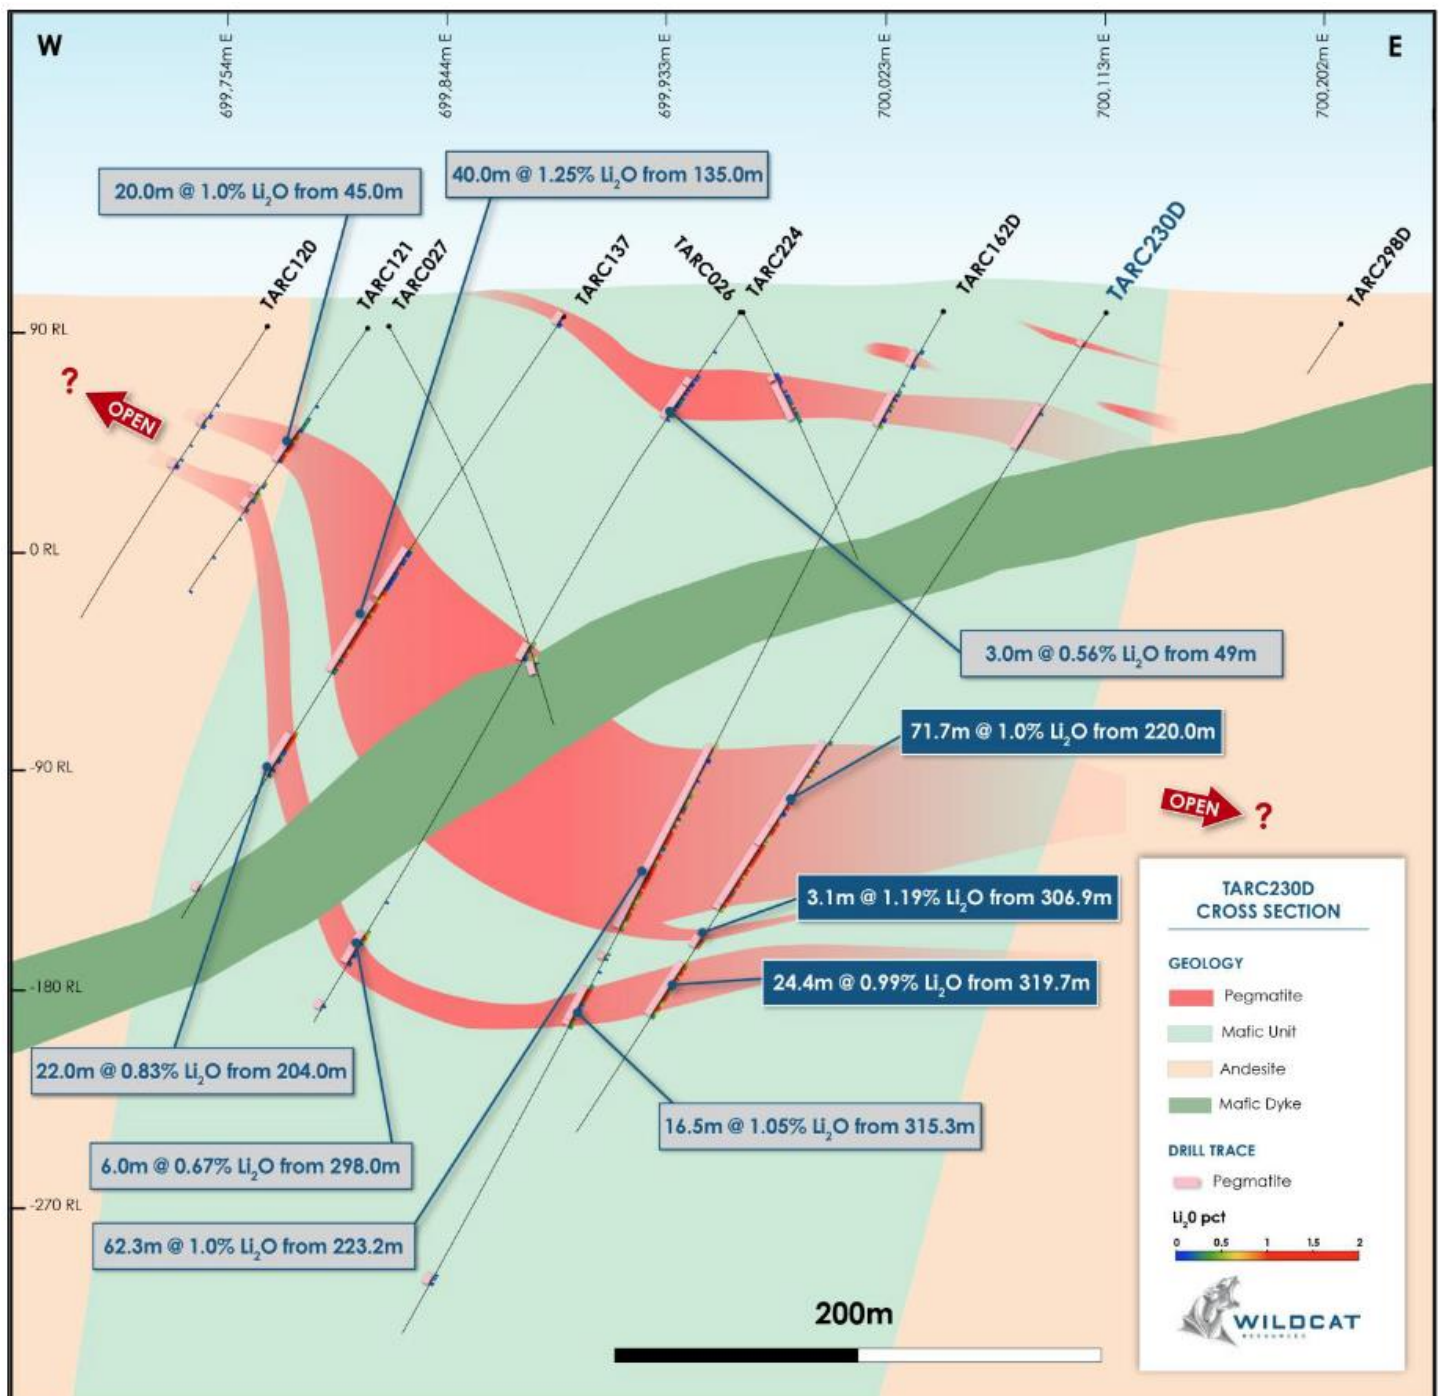 W
E
699,754m E
699,844m E
699,933m E
700,023m E
700,113m E
700,202m E
20.0m @ 1.0% Li₂O from 45.0m
40.0m @ 1.25% Li₂O from 135.0m
TARC120
TARC121
TARC027
TARC137
TARC026
TARC224
TARC162D
TARC230D
TARC298D
90 RL
?
OPEN
0 RL
3.0m @ 0.56% Li₂O from 49m
71.7m @ 1.0% Li₂O from 220.0m
-90 RL
OPEN
?
3.1m @ 1.19% Li₂O from 306.9m
24.4m @ 0.99% Li₂O from 319.7m
-180 RL
22.0m @ 0.83% Li₂O from 204.0m
16.5m @ 1.05% Li₂O from 315.3m
6.0m @ 0.67% Li₂O from 298.0m
-270 RL
62.3m @ 1.0% Li₂O from 223.2m
200m
TARC230D
CROSS SECTION
GEOLOGY
Pegmatite
Mafic Unit
Andesite
Mafic Dyke
DRILL TRACE
Pegmatite
Li₂0 pct
0 0.5 1 1.5 2
WILDCAT
RESOURCES